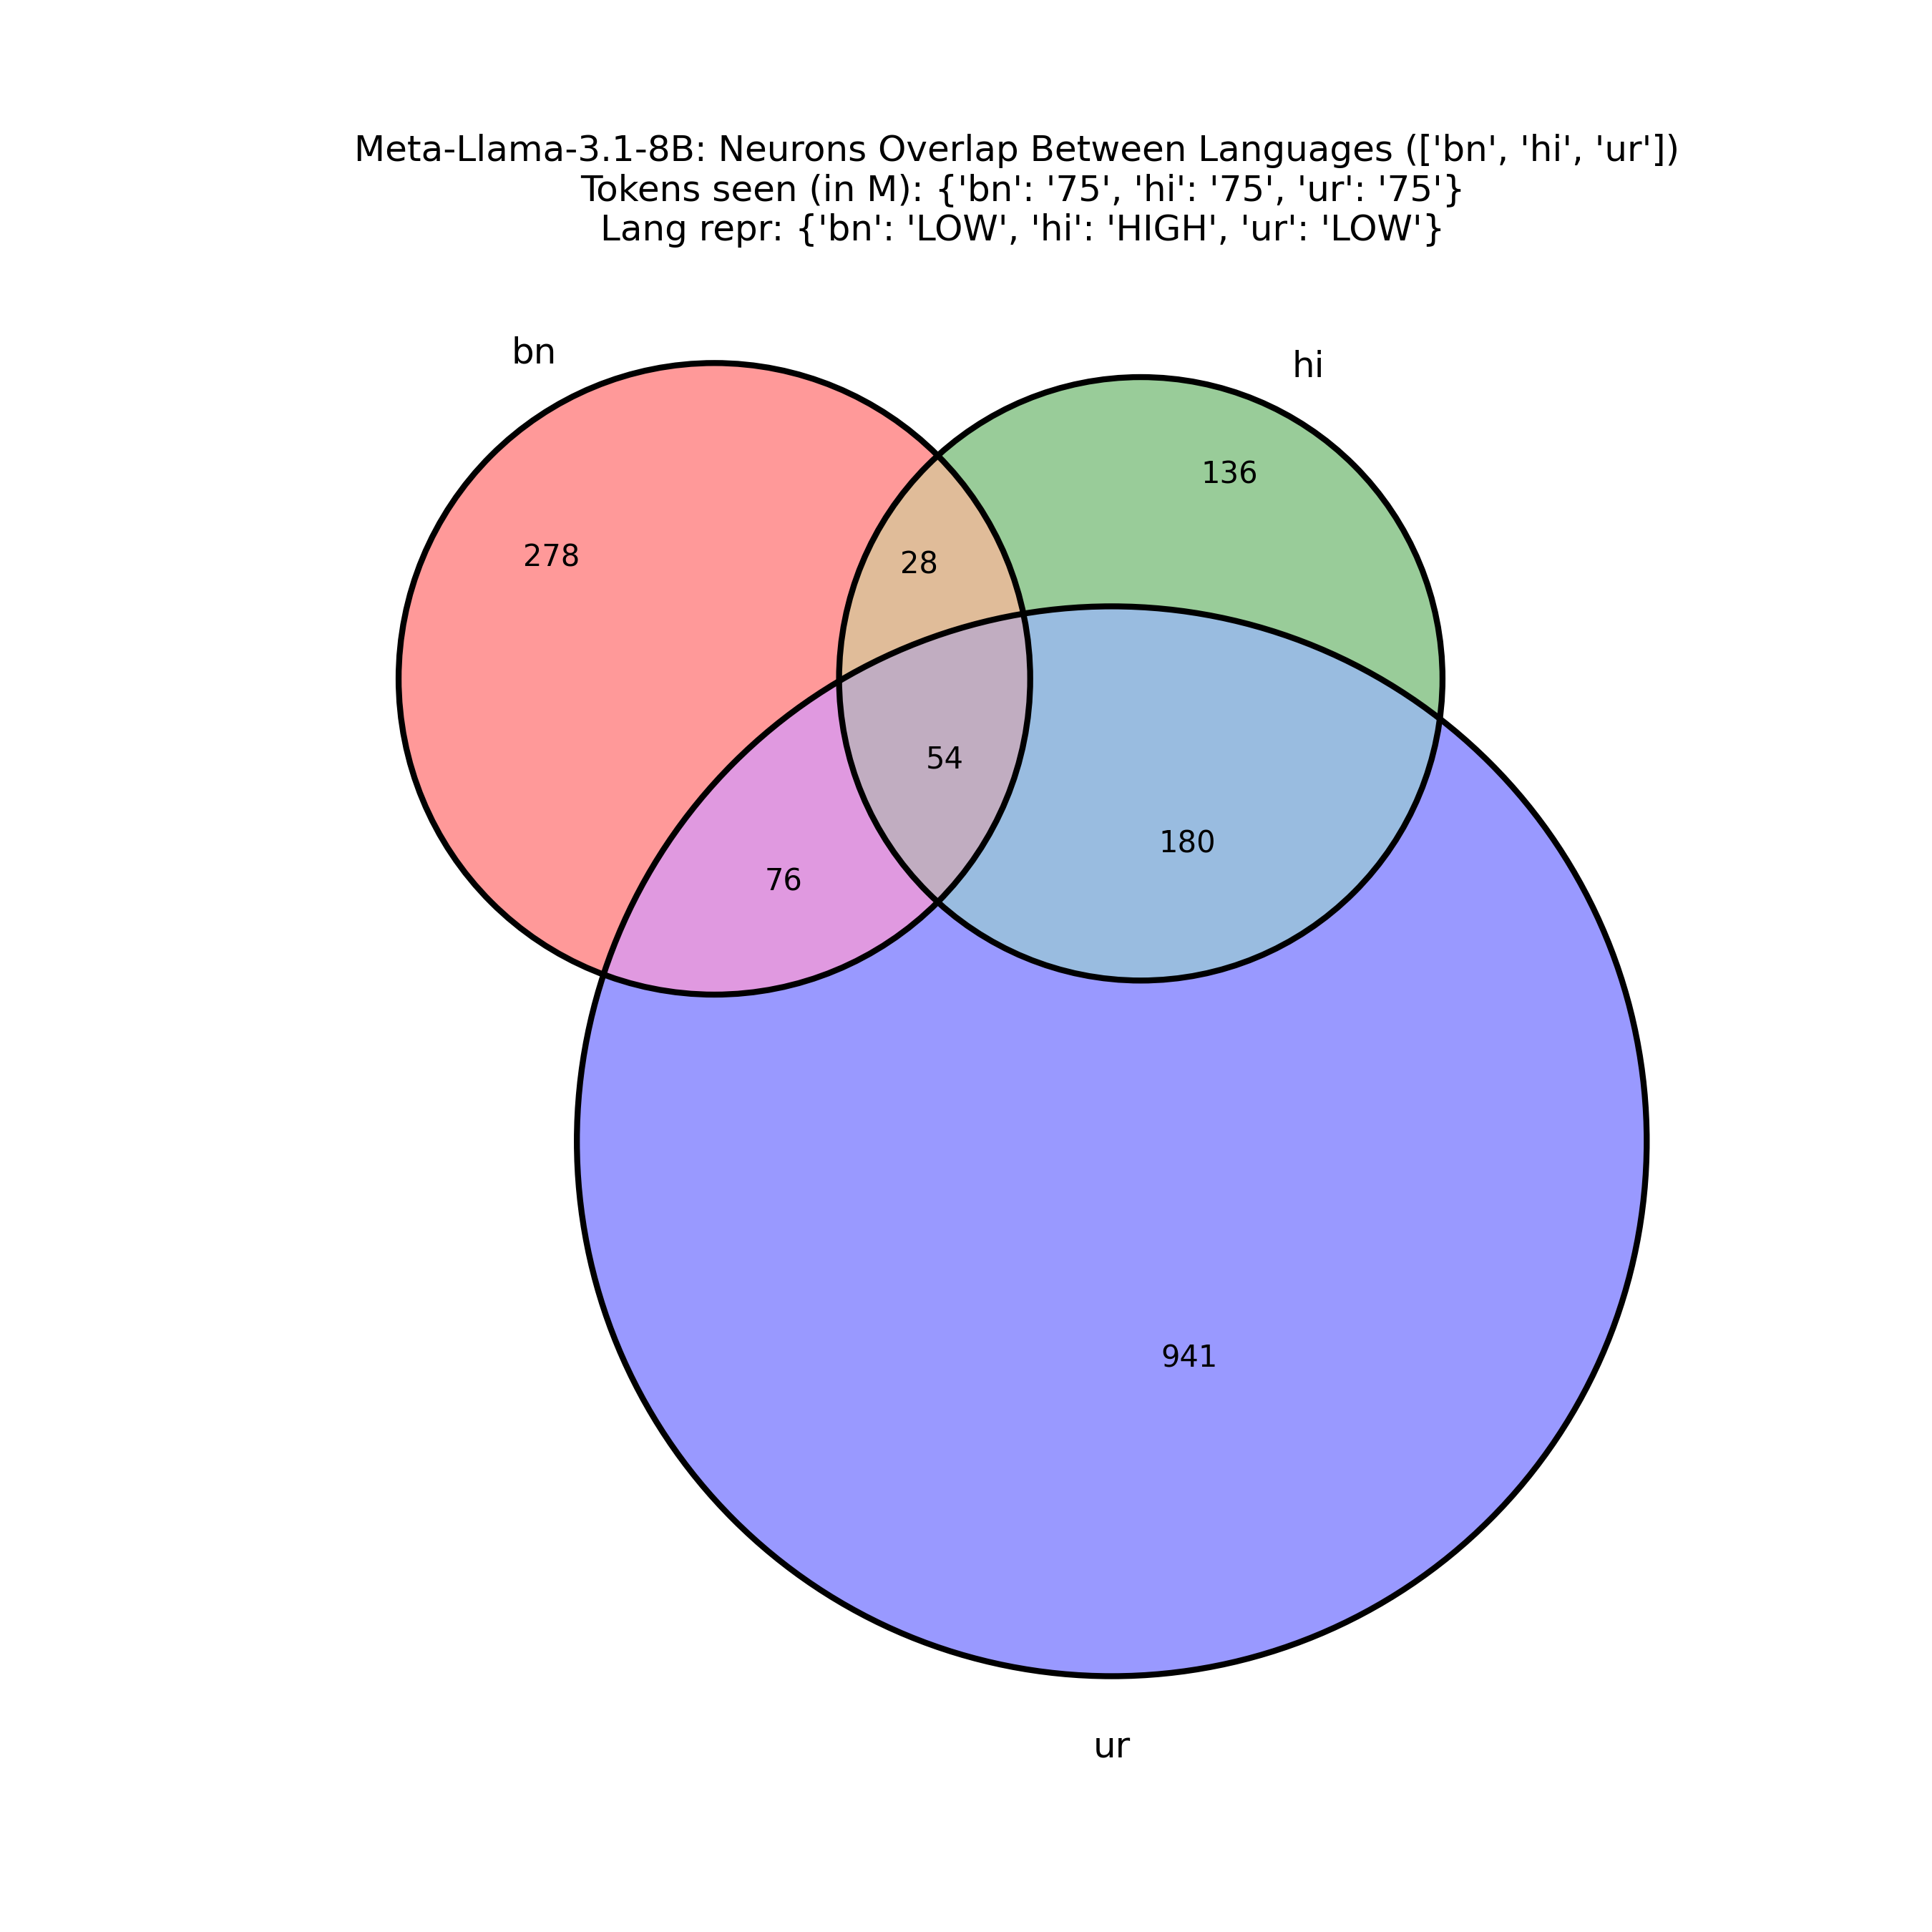 Meta-Llama-3.1-8B: Neurons Overlap Between Languages (['bn', 'hi', 'ur'])
Tokens seen (in M): {'bn': '75', 'hi': '75', 'ur': '75'}
Lang repr: {'bn': 'LOW', 'hi': 'HIGH', 'ur': 'LOW'}
bn
hi
136
278
28
54
180
76
941
ur